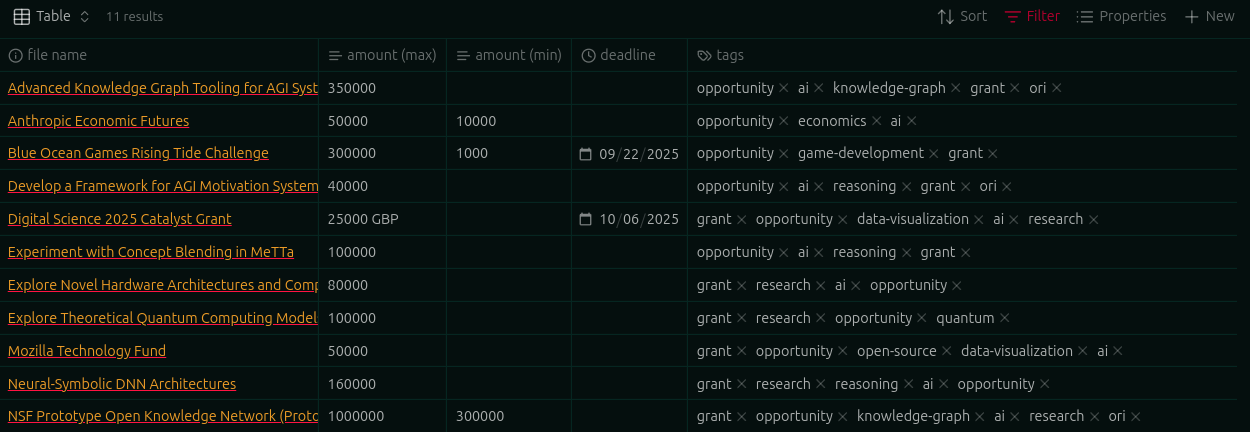 Table 11 results Sort Filter Properties New
file name amount (max) amount (min) deadline tags
Advanced Knowledge Graph Tooling for AGI Syst 350000 opportunity × ai × knowledge-graph × grant × ori ×
Anthropic Economic Futures 50000 10000 opportunity × economics × ai ×
Blue Ocean Games Rising Tide Challenge 300000 1000 09/22/2025 opportunity × game-development × grant ×
Develop a Framework for AGI Motivation System 40000 opportunity × ai × reasoning × grant × ori ×
Digital Science 2025 Catalyst Grant 25000 GBP 10/06/2025 grant × opportunity × data-visualization × ai × research ×
Experiment with Concept Blending in MeTTa 100000 opportunity × ai × reasoning × grant ×
Explore Novel Hardware Architectures and Comp 80000 grant × research × ai × opportunity ×
Explore Theoretical Quantum Computing Model 100000 grant × research × opportunity × quantum ×
Mozilla Technology Fund 50000 grant × opportunity × open-source × data-visualization × ai ×
Neural-Symbolic DNN Architectures 160000 grant × research × reasoning × ai × opportunity ×
NSF Prototype Open Knowledge Network (Proto 1000000 300000 grant × opportunity × knowledge-graph × ai × research × ori ×